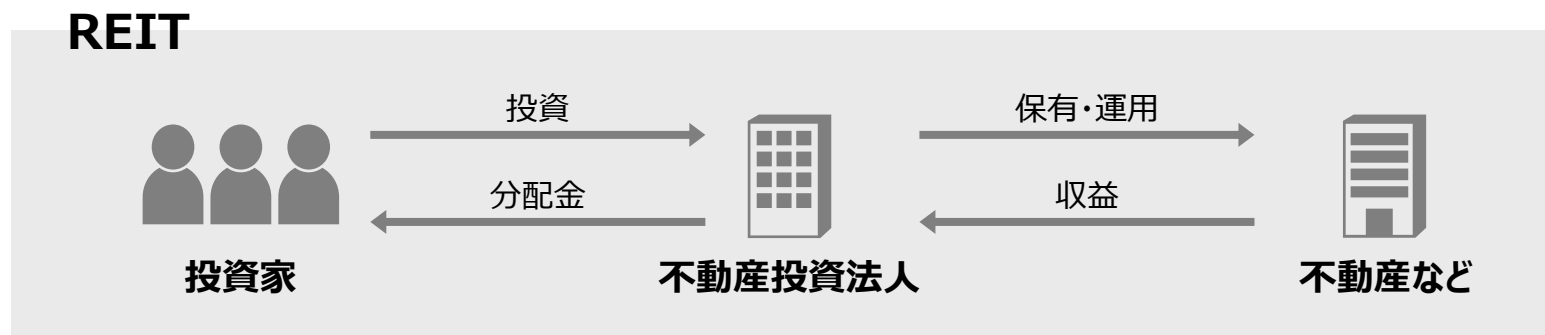 REIT
投資
保有・運用
分配金
収益
投資家
不動産投資法人
不動産など